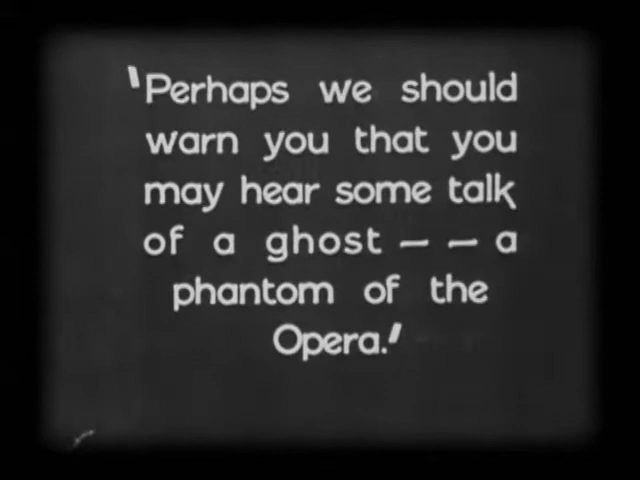 'Perhaps we should
warn you that you
may hear some talk
of a ghost — — a
phantom of the
Opera.'